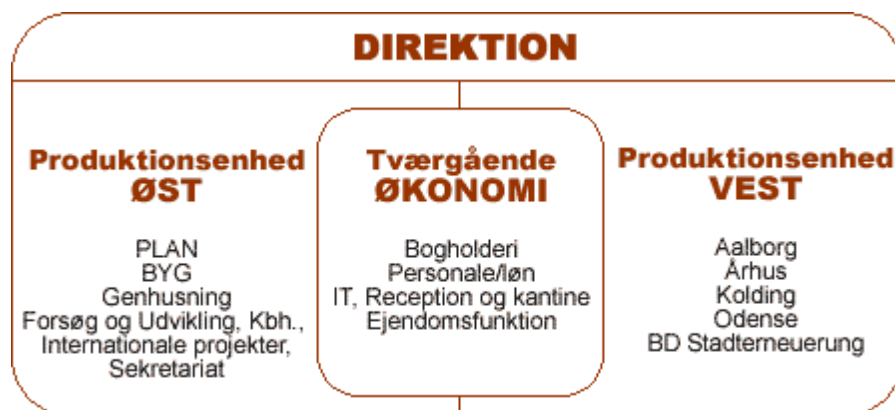 DIREKTION
Produktionsenhed
ØST
PLAN
BYG
Genhusning
Forsøg og Udvikling, Kbh.,
Internationale projekter,
Sekretariat
Tværgående
ØKONOMI
Bogholderi
Personale/løn
IT, Reception og kantine
Ejendomsfunktion
Produktionsenhed
VEST
Aalborg
Århus
Kolding
Odense
BD Stadterneuerung